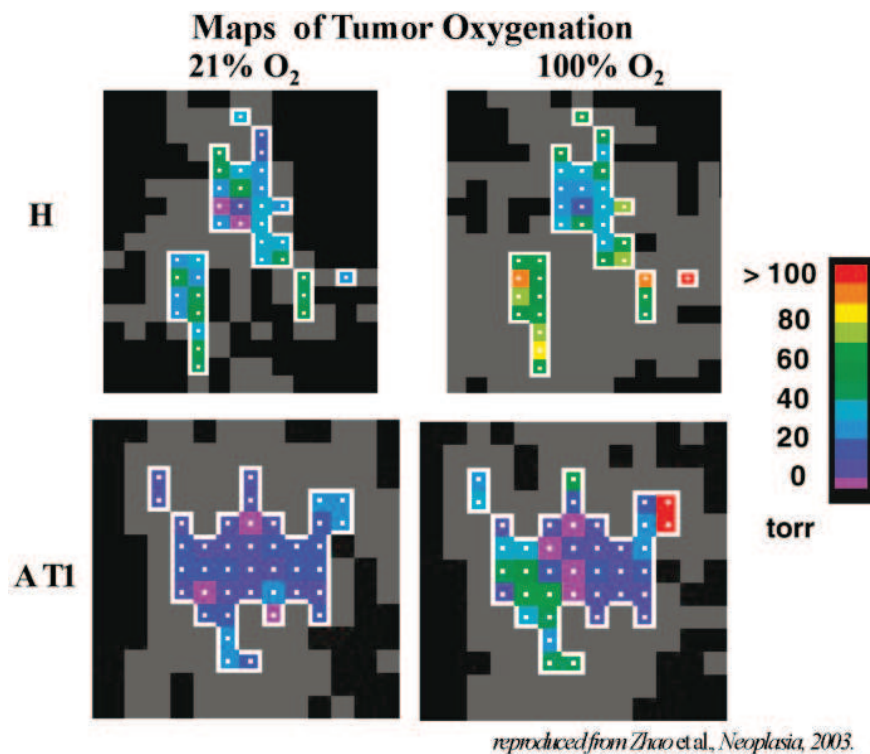 Maps of Tumor Oxygenation
21% O₂ 100% O₂
H
> 100
80
60
40
20
0
torr
A T1
reproduced from Zhao et al., Neoplasia, 2003.